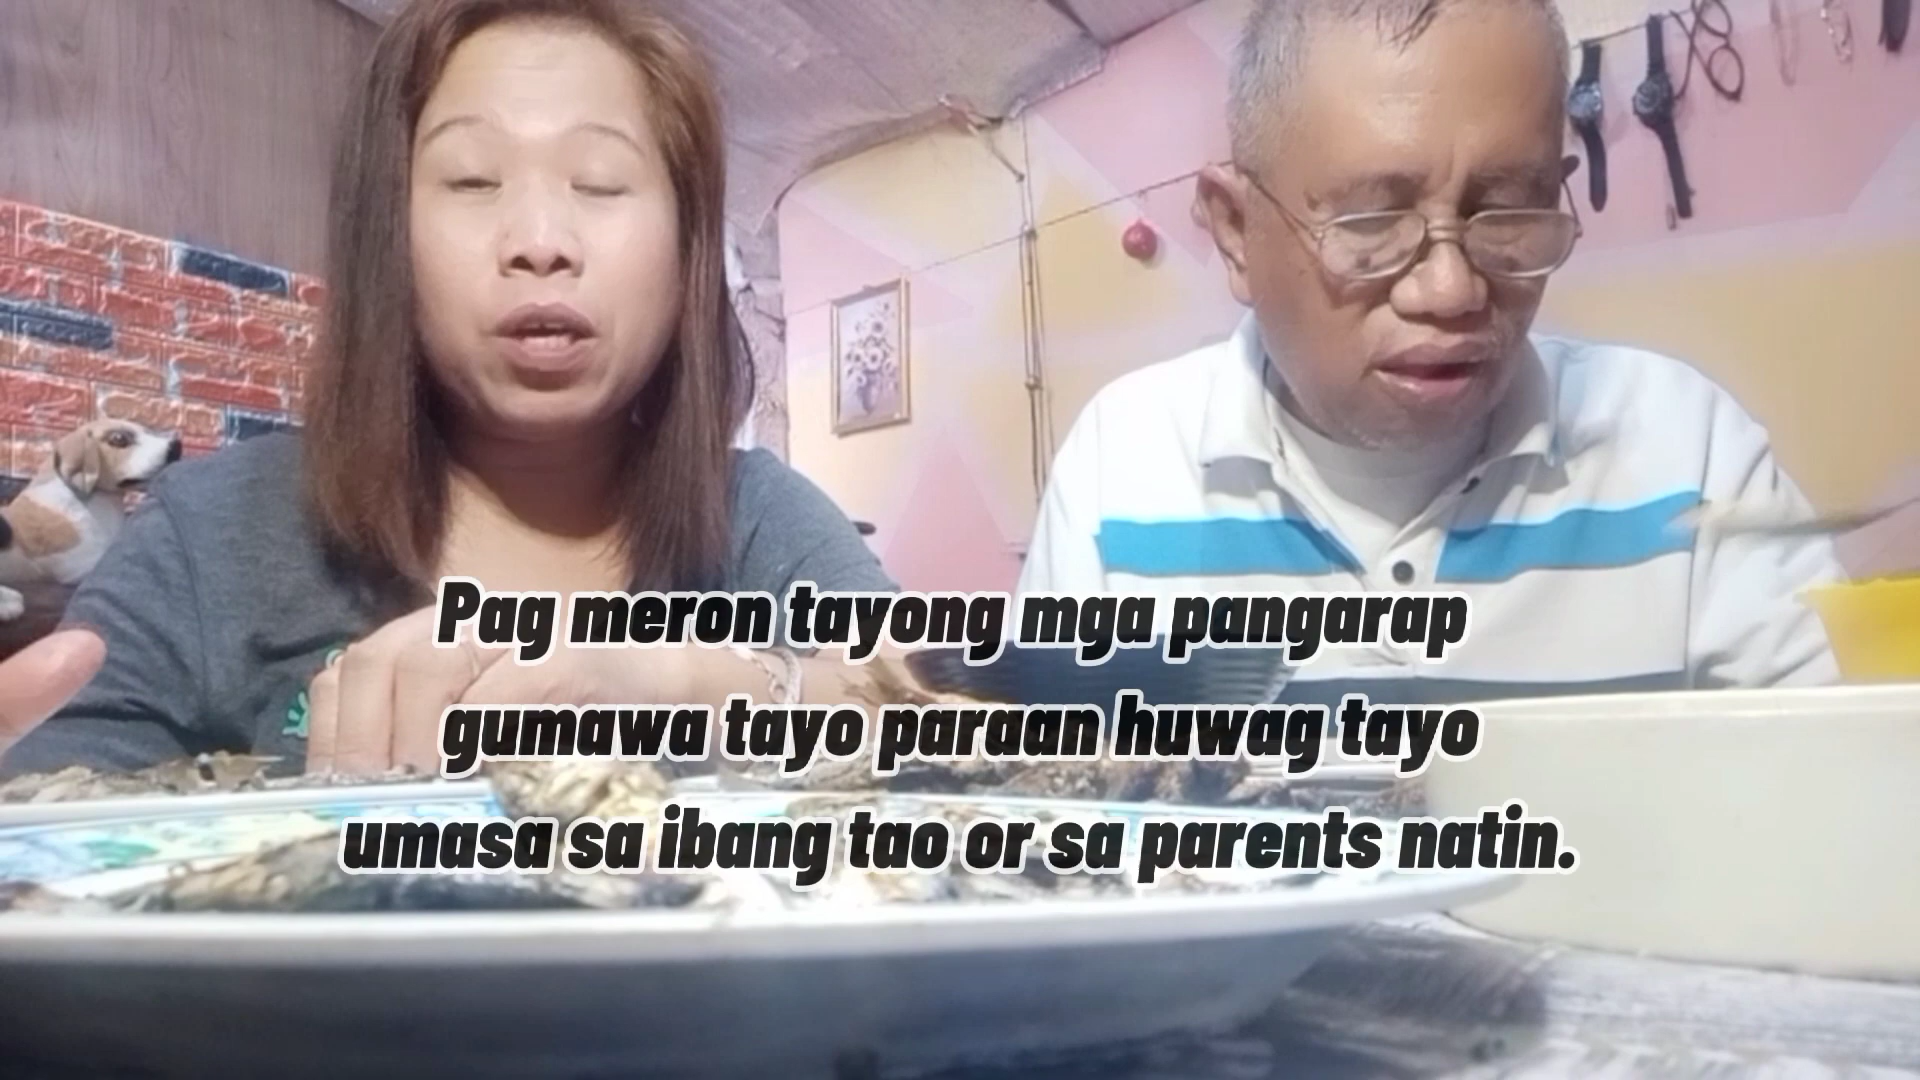 Pag meron tayong mga pangarap
gumawa tayo paraan huwag tayo
umasa sa ibang tao or sa parents natin.